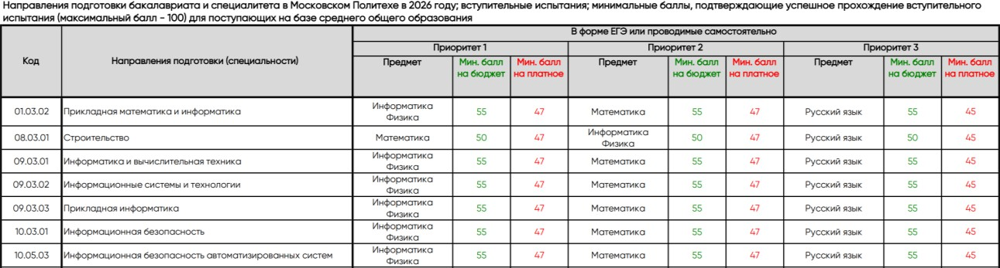 Направления подготовки бакалавриата и специалитета в Московском Политехе в 2026 году; вступительные испытания; минимальные баллы, подтверждающие успешное прохождение вступительного
испытания (максимальный балл - 100) для поступающих на базе среднего общего образования
Код
Направления подготовки (специальности)
В форме ЕГЭ или проводимые самостоятельно
Приоритет 1
Приоритет 2
Приоритет 3
Предмет
Мин. балл
на бюджет
Мин. балл
на платное
Предмет
Мин. балл
на бюджет
Мин. балл
на платное
Предмет
Мин. балл
на бюджет
Мин. балл
на платное
01.03.02
Прикладная математика и информатика
Информатика
Физика
55
47
Математика
55
47
Русский язык
55
45
08.03.01
Строительство
Математика
50
47
Информатика
Физика
50
47
Русский язык
50
45
09.03.01
Информатика и вычислительная техника
Информатика
Физика
55
47
Математика
55
47
Русский язык
55
45
09.03.02
Информационные системы и технологии
Информатика
Физика
55
47
Математика
55
47
Русский язык
55
45
09.03.03
Прикладная информатика
Информатика
Физика
55
47
Математика
55
47
Русский язык
55
45
10.03.01
Информационная безопасность
Информатика
Физика
55
47
Математика
55
47
Русский язык
55
45
10.05.03
Информационная безопасность автоматизированных систем
Информатика
Физика
55
47
Математика
55
47
Русский язык
55
45